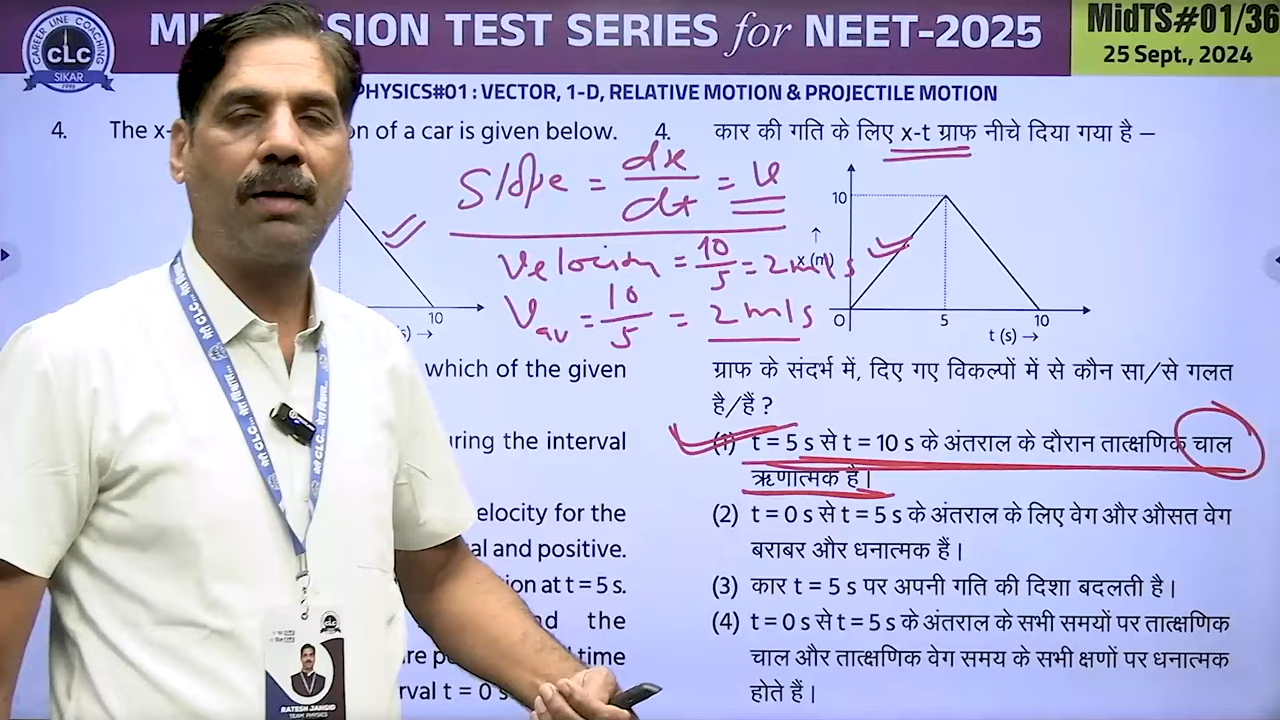 MidTS#01/36
25 Sept., 2024
SSION TEST SERIES for NEET-2025
CAREER LINE COACHING
CLC
SIKAR
1996
PHYSICS#01 : VECTOR, 1-D, RELATIVE MOTION & PROJECTILE MOTION
4. The x- on of a car is given below.
10
(s) →
which of the given
uring the interval
elocity for the
al and positive.
ion at t = 5 s.
nd the
time
rval t = 0 s
Slope = dx/dt = v
Velocity = 10/5 = 2 m/s
Vav = 10/5 = 2 m/s
4. कार की गति के लिए x-t ग्राफ नीचे दिया गया है –
10
↑
x (m)
O 5 10
t (s) →
ग्राफ के संदर्भ में, दिए गए विकल्पों में से कौन सा/से गलत
है/हैं ?
(1) t = 5 s से t = 10 s के अंतराल के दौरान तात्क्षणिक चाल
ऋणात्मक है।
(2) t = 0 s से t = 5 s के अंतराल के लिए वेग और औसत वेग
बराबर और धनात्मक हैं।
(3) कार t = 5 s पर अपनी गति की दिशा बदलती है।
(4) t = 0 s से t = 5 s के अंतराल के सभी समयों पर तात्क्षणिक
चाल और तात्क्षणिक वेग समय के सभी क्षणों पर धनात्मक
होते हैं।
CLC
RATESH JANGID
TEAM PHYSICS